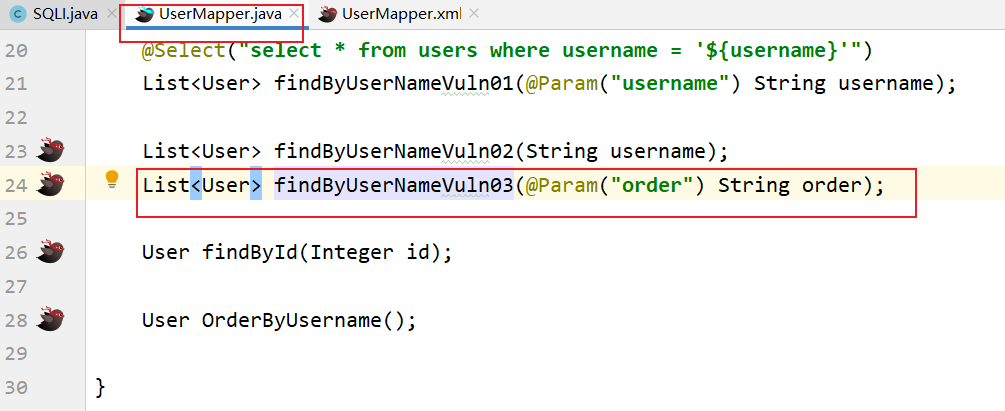 SQLI.java UserMapper.java UserMapper.xml
20 @Select("select * from users where username = '${username}'")
21 List<User> findByUserNameVuln01(@Param("username") String username);
22
23 List<User> findByUserNameVuln02(String username);
24 List<User> findByUserNameVuln03(@Param("order") String order);
25
26 User findById(Integer id);
27
28 User OrderByUsername();
29
30 }